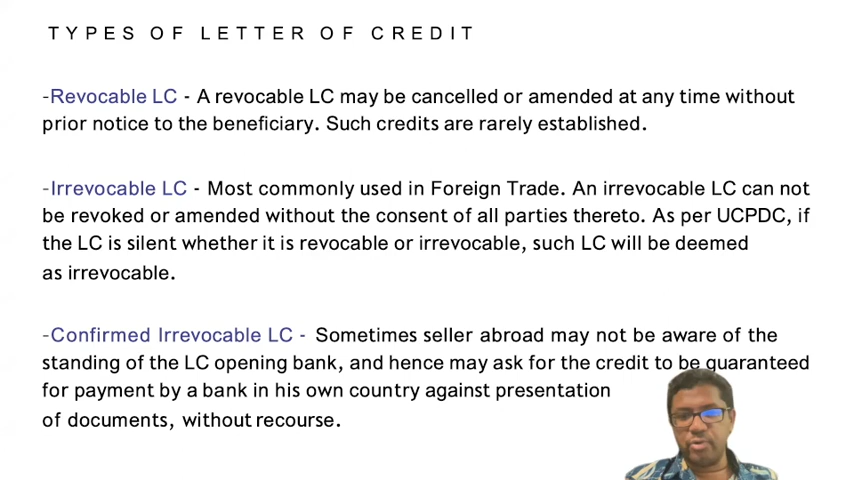 TYPES OF LETTER OF CREDIT
-Revocable LC - A revocable LC may be cancelled or amended at any time without
prior notice to the beneficiary. Such credits are rarely established.
-Irrevocable LC - Most commonly used in Foreign Trade. An irrevocable LC can not
be revoked or amended without the consent of all parties thereto. As per UCPDC, if
the LC is silent whether it is revocable or irrevocable, such LC will be deemed
as irrevocable.
-Confirmed Irrevocable LC - Sometimes seller abroad may not be aware of the
standing of the LC opening bank, and hence may ask for the credit to be guaranteed
for payment by a bank in his own country against presentation
of documents, without recourse.